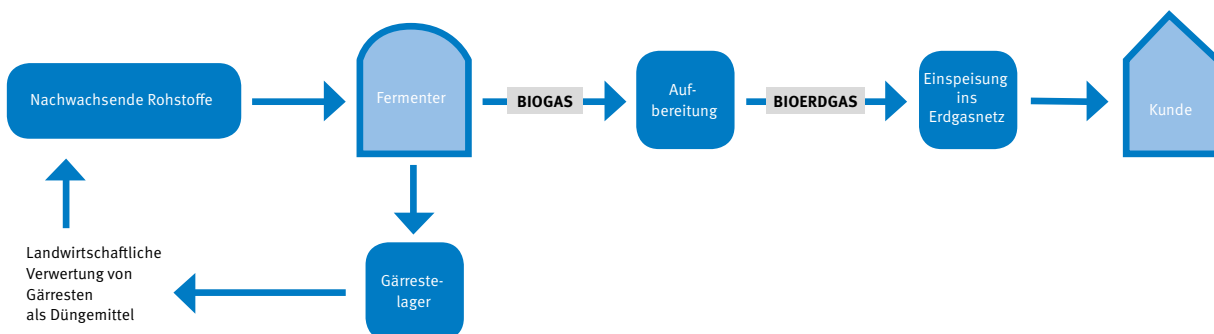 Nachwachsende Rohstoffe
Fermenter
BIOGAS
Auf-
bereitung
BIOERDGAS
Einspeisung
ins
Erdgasnetz
Kunde
Landwirtschaftliche
Verwertung von
Gärresten
als Düngemittel
Gärreste-
lager